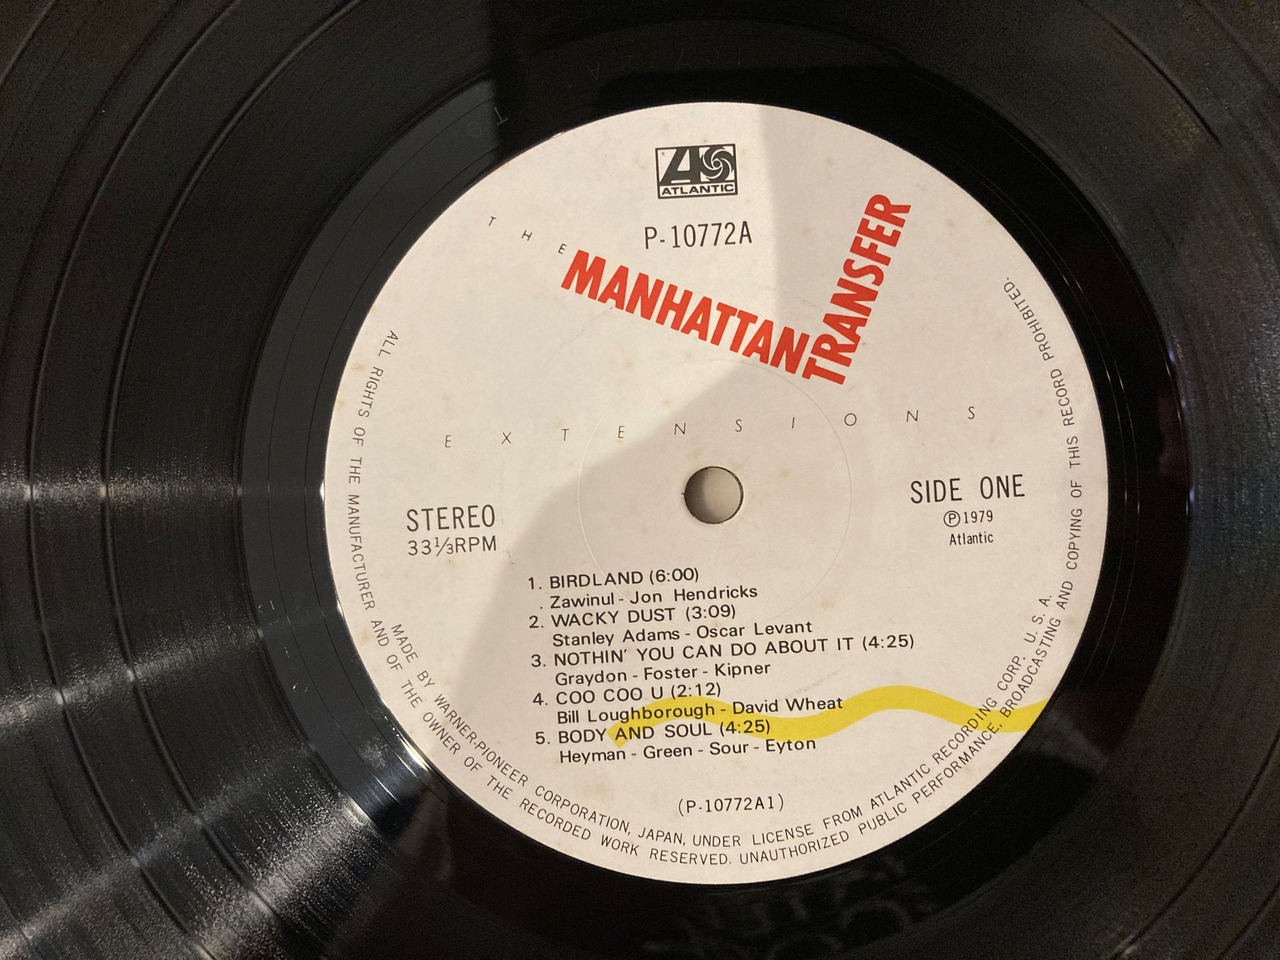 ATLANTIC
P-10772A
THE
MANHATTAN
TRANSFER
EXTENSIONS
STEREO
33⅓RPM
SIDE ONE
Ⓟ1979
Atlantic
1. BIRDLAND (6:00)
Zawinul - Jon Hendricks
2. WACKY DUST (3:09)
Stanley Adams - Oscar Levant
3. NOTHIN' YOU CAN DO ABOUT IT (4:25)
Graydon - Foster - Kipner
4. COO COO U (2:12)
Bill Loughborough - David Wheat
5. BODY AND SOUL (4:25)
Heyman - Green - Sour - Eyton
(P-10772A1)
MADE BY WARNER-PIONEER CORPORATION, JAPAN, UNDER LICENSE FROM ATLANTIC RECORDING CORP. U. S. A.
ALL RIGHTS OF THE MANUFACTURER AND OF THE OWNER OF THE RECORDED WORK RESERVED. UNAUTHORIZED PUBLIC PERFORMANCE, BROADCASTING AND COPYING OF THIS RECORD PROHIBITED.